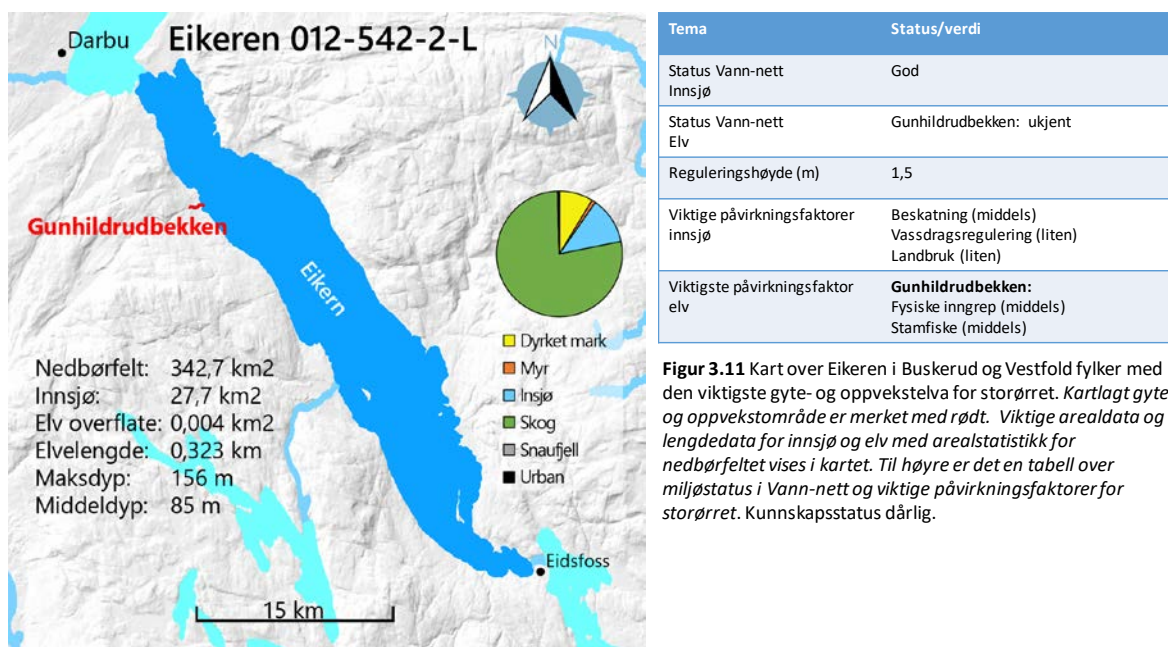 Darbu
Eikeren 012-542-2-L
N
Gunhildrudbekken
Eikern
Dyrket mark
Myr
Insjø
Skog
Snaufjell
Urban
Nedbørfelt: 342,7 km2
Innsjø: 27,7 km2
Elv overflate: 0,004 km2
Elvelengde: 0,323 km
Maksdyp: 156 m
Middeldyp: 85 m
Eidsfoss
15 km
Tema Status/verdi
Status Vann-nett God
Innsjø
Status Vann-nett Gunhildrudbekken: ukjent
Elv
Reguleringshøyde (m) 1,5
Viktige påvirkningsfaktorer Beskatning (middels)
innsjø Vassdragsregulering (liten)
Landbruk (liten)
Viktigste påvirkningsfaktor Gunhildrudbekken:
elv Fysiske inngrep (middels)
Stamfiske (middels)
Figur 3.11 Kart over Eikeren i Buskerud og Vestfold fylker med
den viktigste gyte- og oppvekstelva for storørret. Kartlagt gyte
og oppvekstområde er merket med rødt. Viktige arealdata og
lengdedata for innsjø og elv med arealstatistikk for
nedbørfeltet vises i kartet. Til høyre er det en tabell over
miljøstatus i Vann-nett og viktige påvirkningsfaktorer for
storørret. Kunnskapsstatus dårlig.